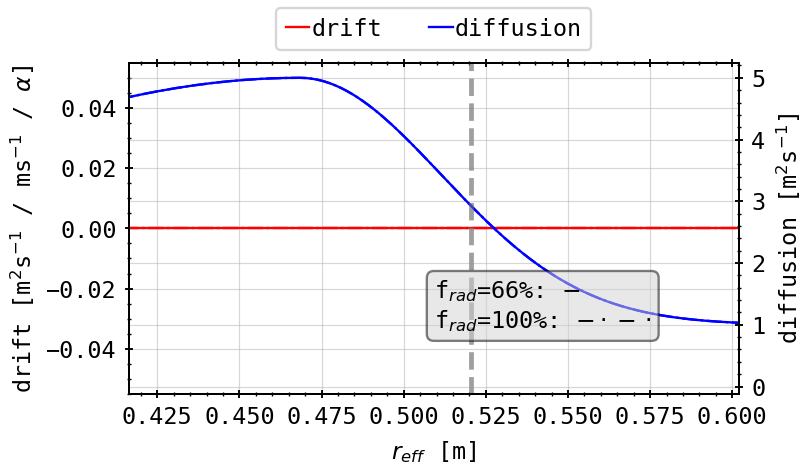 drift diffusion
drift [m²s⁻¹ / ms⁻¹ / α]
0.04
0.02
0.00
−0.02
−0.04
diffusion [m²s⁻¹]
5
4
3
2
1
0
f_rad=66%: —
f_rad=100%: — · — ·
0.425 0.450 0.475 0.500 0.525 0.550 0.575 0.600
r_eff [m]